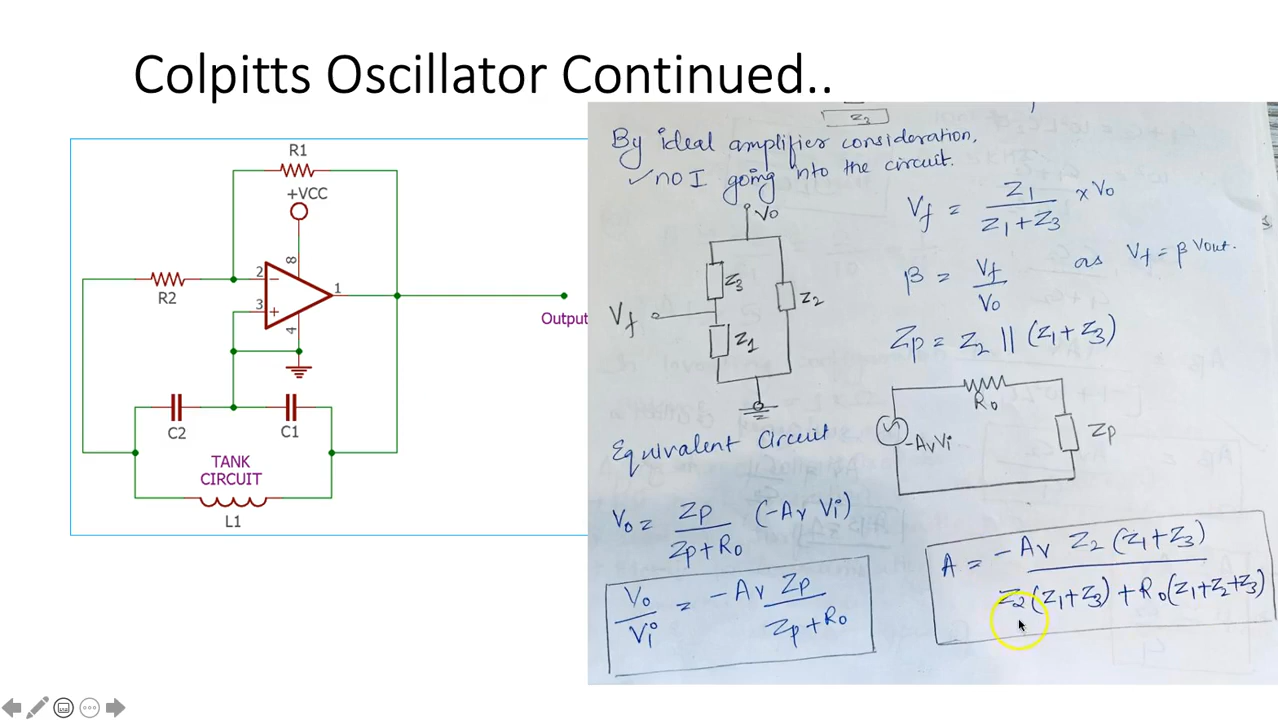 Colpitts Oscillator Continued..
R1
+VCC
8
2
R2
3
1
4
Output
C2
C1
TANK
CIRCUIT
L1
Z3
By ideal amplifier consideration,
✓no I going into the circuit.
Vo
Z3
Z2
Vf
Z1
Vf = Z1 / Z1+Z3 × Vo
β = Vf / Vo as Vf = β Vout.
Zp = Z2 || (Z1+Z3)
Ro
-AvVi
Zp
Equivalent Circuit
Vo = Zp / Zp+Ro (-Av Vi)
Vo / Vi = -Av Zp / Zp+Ro
A = -Av Z2 (Z1+Z3) / Z2(Z1+Z3)+Ro(Z1+Z2+Z3)